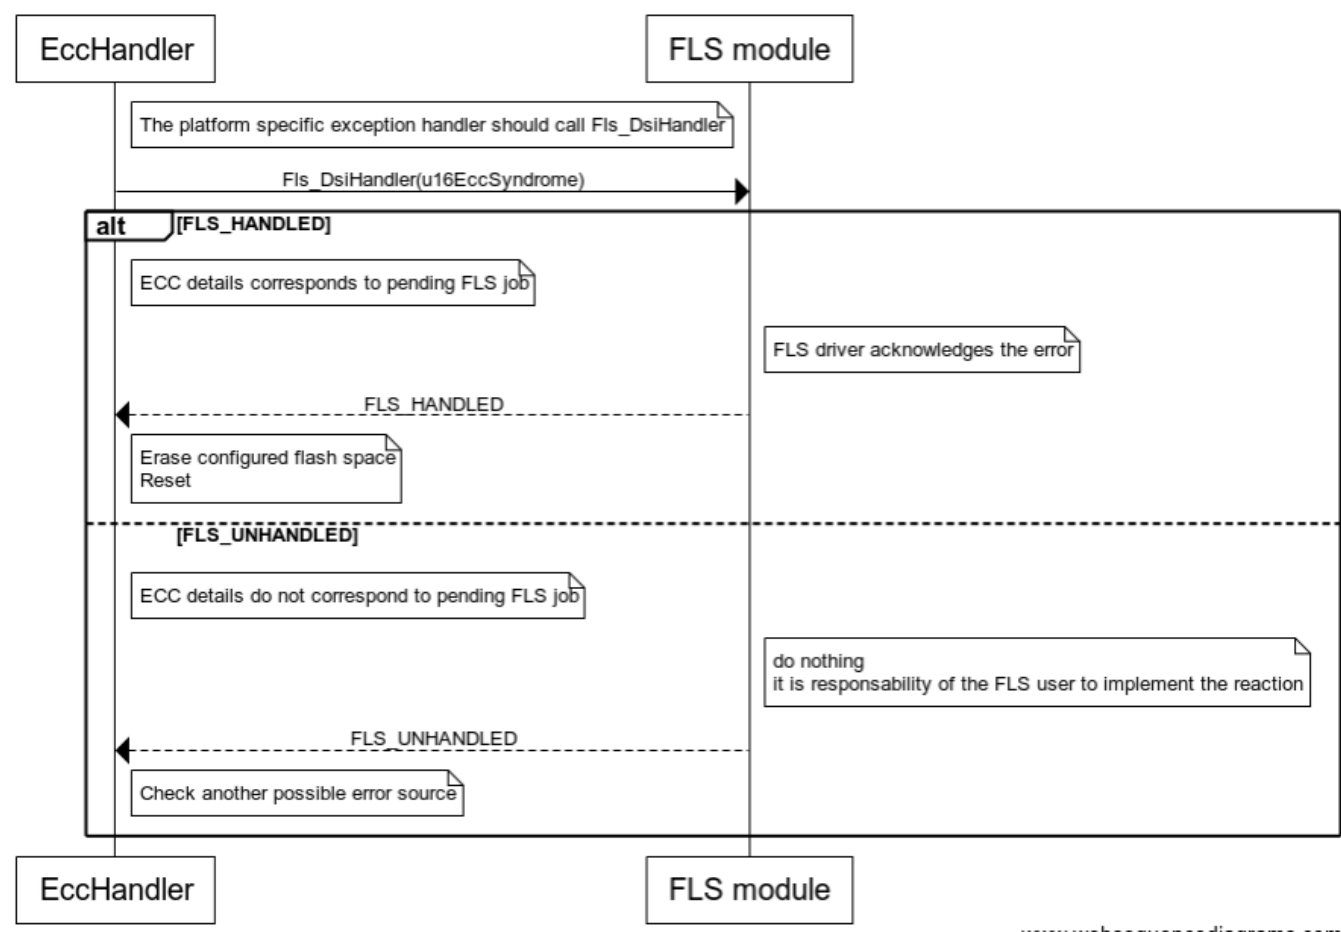 EccHandler
FLS module
The platform specific exception handler should call Fls_DsiHandler
Fls_DsiHandler(u16EccSyndrome)
alt
[FLS_HANDLED]
ECC details corresponds to pending FLS job
FLS driver acknowledges the error
FLS_HANDLED
Erase configured flash space
Reset
[FLS_UNHANDLED]
ECC details do not correspond to pending FLS job
do nothing
it is responsability of the FLS user to implement the reaction
FLS_UNHANDLED
Check another possible error source
EccHandler
FLS module
www.websequencediagrams.com